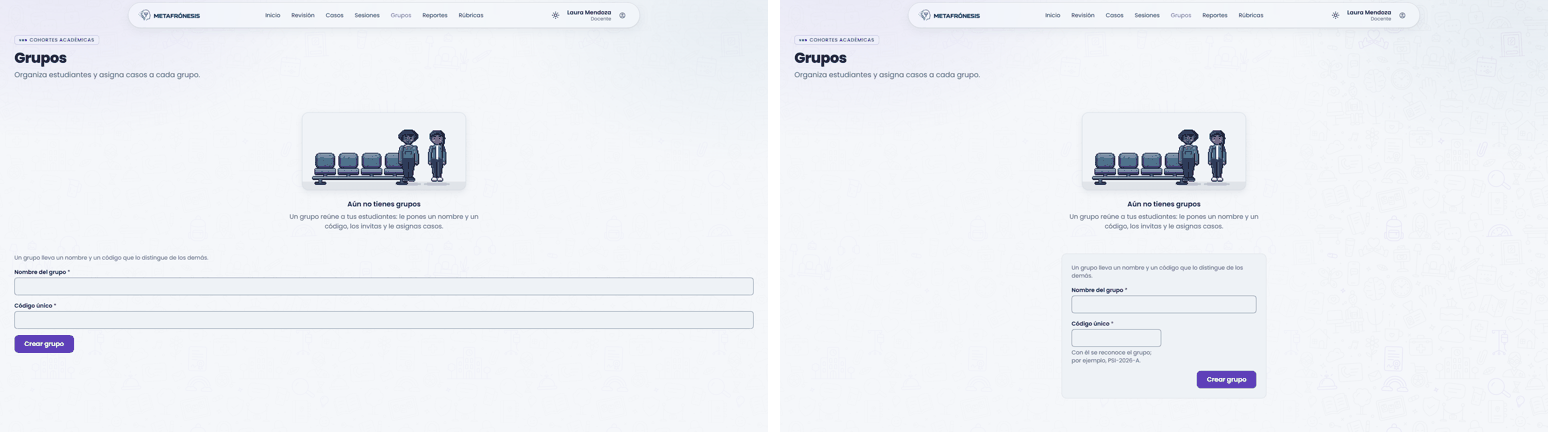 METAFRÓNESIS
Inicio Revisión Casos Sesiones Grupos Reportes Rúbricas
Laura Mendoza
Docente
COHORTES ACADÉMICAS
Grupos
Organiza estudiantes y asigna casos a cada grupo.
Aún no tienes grupos
Un grupo reúne a tus estudiantes: le pones un nombre y un
código, los invitas y le asignas casos.
Un grupo lleva un nombre y un código que lo distingue de los demás.
Nombre del grupo *
Código único *
Crear grupo
METAFRÓNESIS
Inicio Revisión Casos Sesiones Grupos Reportes Rúbricas
Laura Mendoza
Docente
COHORTES ACADÉMICAS
Grupos
Organiza estudiantes y asigna casos a cada grupo.
Aún no tienes grupos
Un grupo reúne a tus estudiantes: le pones un nombre y un
código, los invitas y le asignas casos.
Un grupo lleva un nombre y un código que lo distingue de los
demás.
Nombre del grupo *
Código único *
Con él se reconoce el grupo;
por ejemplo, PSI-2026-A.
Crear grupo